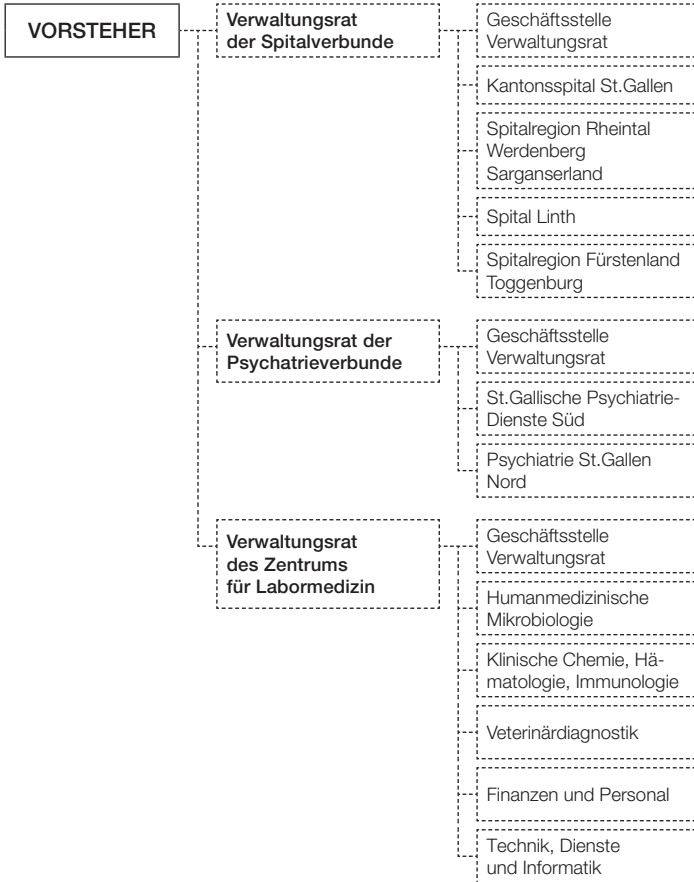 VORSTEHER
Verwaltungsrat
der Spitalverbunde
Geschäftsstelle
Verwaltungsrat
Kantonsspital St.Gallen
Spitalregion Rheintal
Werdenberg
Sarganserland
Spital Linth
Spitalregion Fürstenland
Toggenburg
Verwaltungsrat der
Psychatrieverbunde
Geschäftsstelle
Verwaltungsrat
St.Gallische Psychiatrie-
Dienste Süd
Psychiatrie St.Gallen
Nord
Verwaltungsrat
des Zentrums
für Labormedizin
Geschäftsstelle
Verwaltungsrat
Humanmedizinische
Mikrobiologie
Klinische Chemie, Hä-
matologie, Immunologie
Veterinärdiagnostik
Finanzen und Personal
Technik, Dienste
und Informatik